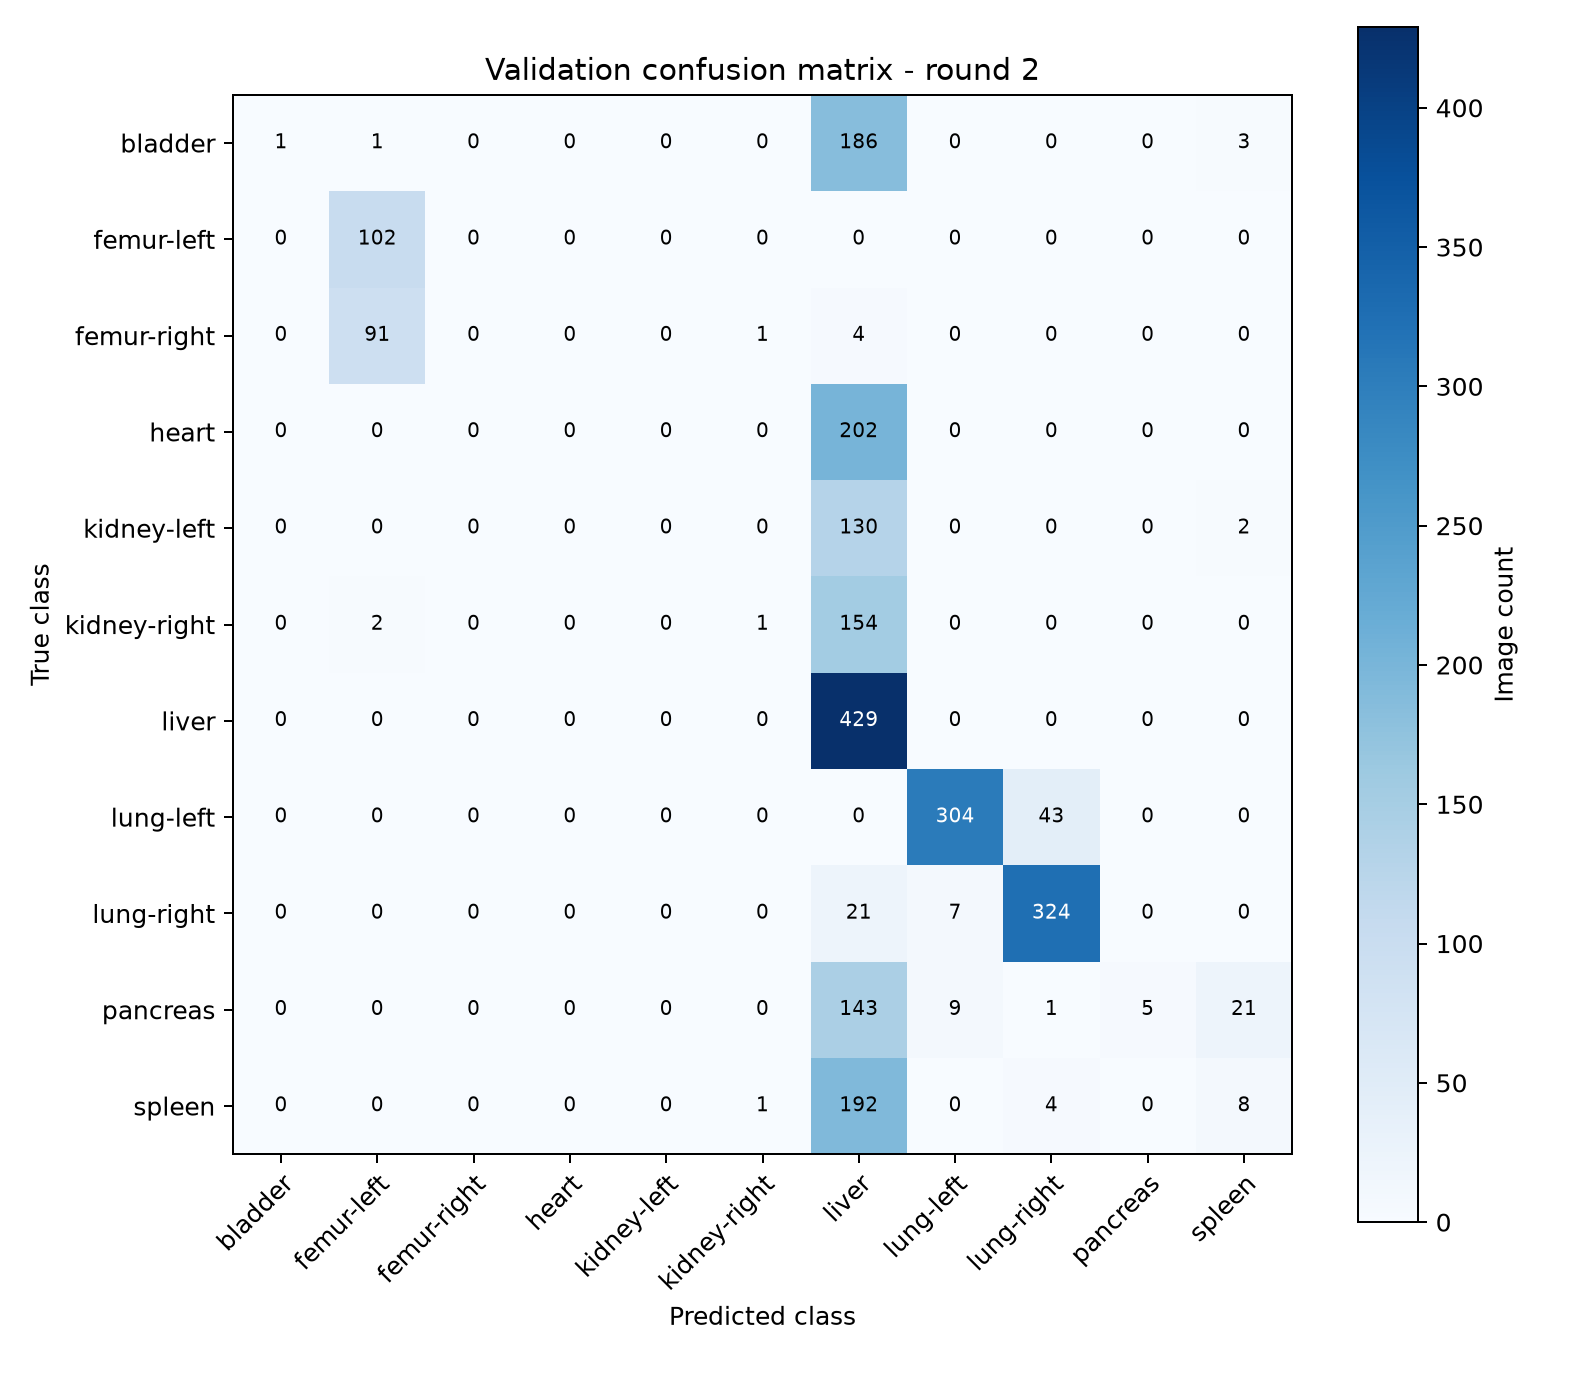 Validation confusion matrix - round 2
bladder 1 1 0 0 0 0 186 0 0 0 3
femur-left 0 102 0 0 0 0 0 0 0 0 0
femur-right 0 91 0 0 0 1 4 0 0 0 0
heart 0 0 0 0 0 0 202 0 0 0 0
kidney-left 0 0 0 0 0 0 130 0 0 0 2
kidney-right 0 2 0 0 0 1 154 0 0 0 0
liver 0 0 0 0 0 0 429 0 0 0 0
lung-left 0 0 0 0 0 0 0 304 43 0 0
lung-right 0 0 0 0 0 0 21 7 324 0 0
pancreas 0 0 0 0 0 0 143 9 1 5 21
spleen 0 0 0 0 0 1 192 0 4 0 8
True class
bladder femur-left femur-right heart kidney-left kidney-right liver lung-left lung-right pancreas spleen
Predicted class
400
350
300
250
200
150
100
50
0
Image count